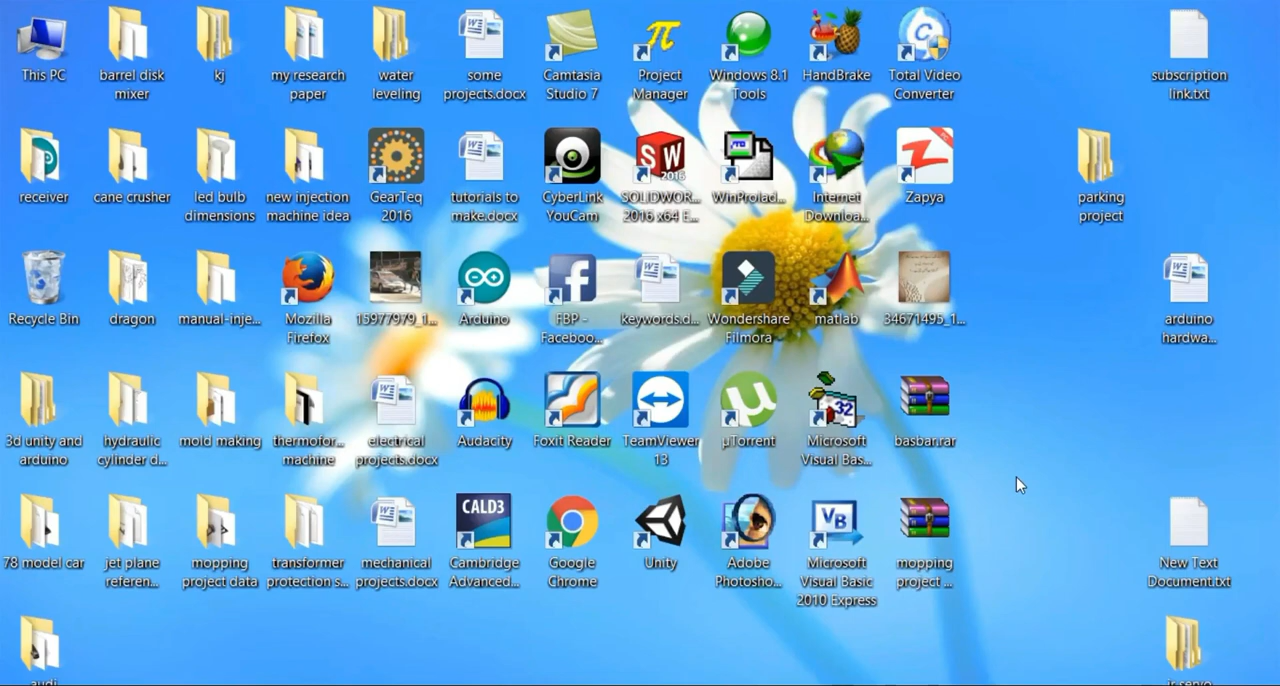 This PC
barrel disk
mixer
kj
my research
paper
water
leveling
some
projects.docx
Camtasia
Studio 7
Project
Manager
Windows 8.1
Tools
HandBrake
Total Video
Converter
subscription
link.txt
receiver
cane crusher
led bulb
dimensions
new injection
machine idea
GearTeq
2016
tutorials to
make.docx
CyberLink
YouCam
SW
2016
SOLIDWOR...
2016 x64 E...
WinProlad...
Internet
Downloa...
Zapya
parking
project
Recycle Bin
dragon
manual-inje...
Mozilla
Firefox
15977979_1...
Arduino
FBP -
Faceboo...
keywords.d...
Wondershare
Filmora
matlab
34671495_1...
arduino
hardwa...
3d unity and
arduino
hydraulic
cylinder d...
mold making
thermofor...
machine
electrical
projects.docx
Audacity
Foxit Reader
TeamViewer
13
µTorrent
32
Microsoft
Visual Bas...
basbar.rar
78 model car
jet plane
referen...
mopping
project data
transformer
protection s...
mechanical
projects.docx
CALD3
Cambridge
Advanced...
Google
Chrome
Unity
Adobe
Photosho...
VB
Microsoft
Visual Basic
2010 Express
mopping
project ...
New Text
Document.txt